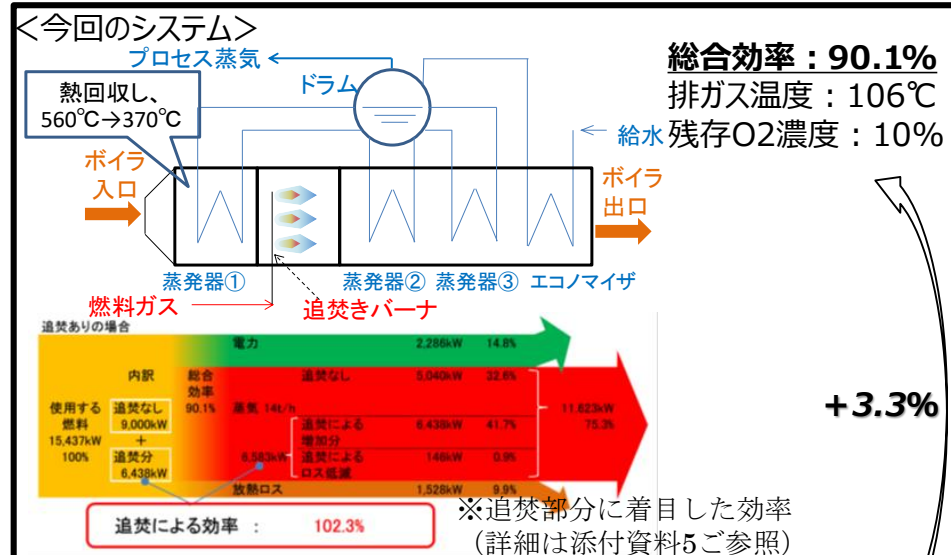 ＜今回のシステム＞
プロセス蒸気
ドラム
熱回収し、
560℃→370℃
給水
ボイラ
入口
ボイラ
出口
蒸発器①
蒸発器②
蒸発器③
エコノマイザ
燃料ガス
追焚きバーナ
総合効率：90.1%
排ガス温度：106℃
残存O2濃度：10%
+3.3%
追焚ありの場合
電力 2,286kW 14.8%
内訳
総合
効率
90.1%
使用する
燃料
15,437kW
100%
追焚なし
9,000kW
+
追焚分
6,438kW
蒸気 14t/h
追焚なし 5,040kW 32.6%
追焚による
増加分
6,438kW 41.7%
6,583kW
追焚による
ロス低減
146kW 0.9%
11,623kW
75.3%
放熱ロス 1,528kW 9.9%
追焚による効率 ： 102.3%
※追焚部分に着目した効率
（詳細は添付資料5ご参照）